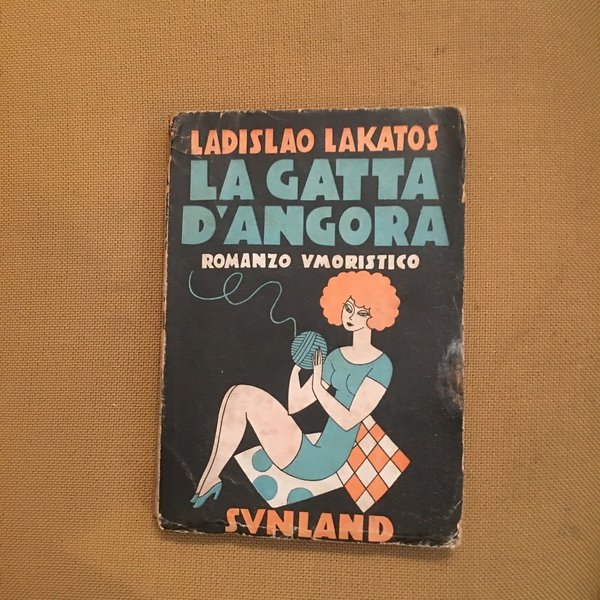 LADISLAO LAKATOS
LA GATTA
D'ANGORA
ROMANZO VMORISTICO
SVNLAND